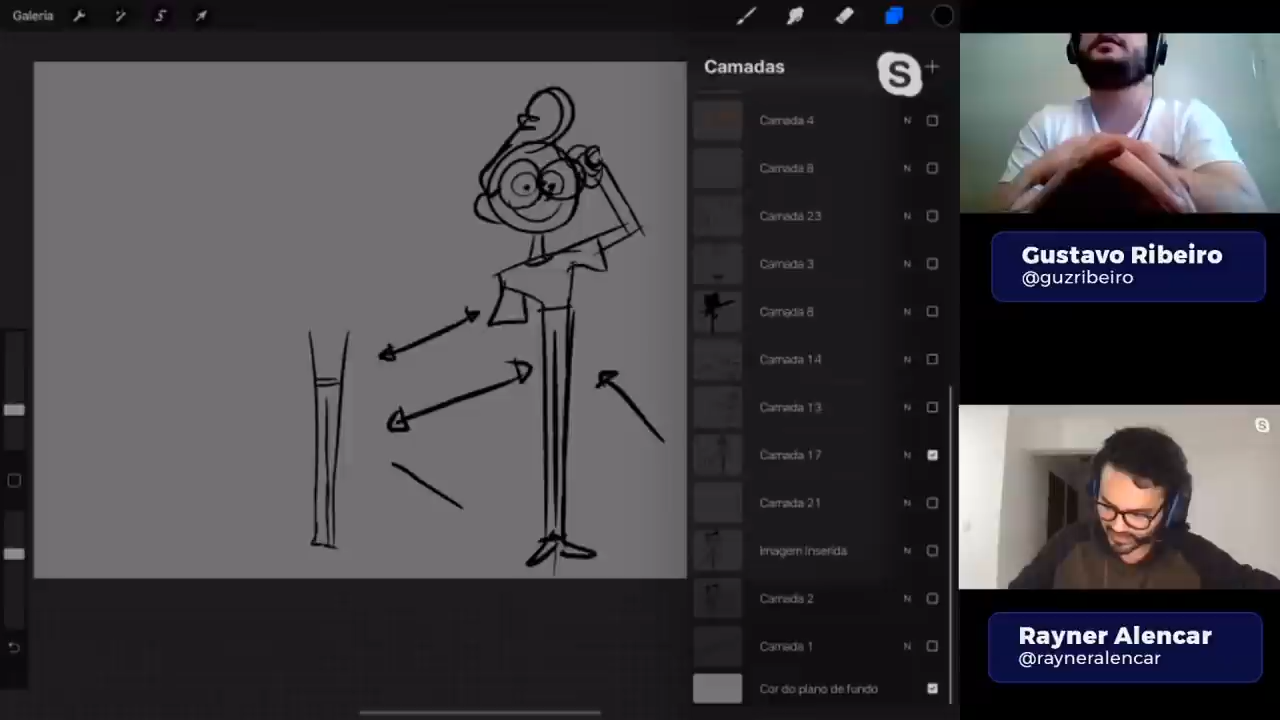 Galeria
Camadas
S
Camada 4 N
Camada 8 N
Camada 23 N
Camada 3 N
Camada 6 N
Camada 14 N
Camada 13 N
Camada 17 N
Camada 21 N
Imagem inserida N
Camada 2 N
Camada 1 N
Cor do plano de fundo
Gustavo Ribeiro
@guzribeiro
Rayner Alencar
@rayneralencar